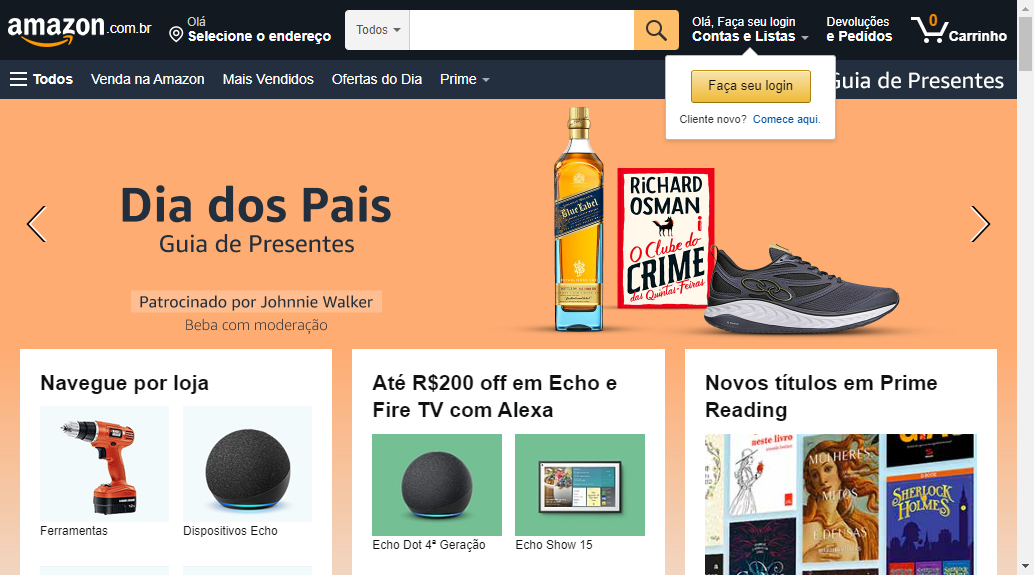 amazon.com.br
Olá
Selecione o endereço
Todos
Olá, Faça seu login
Contas e Listas
Devoluções
e Pedidos
0
Carrinho
Todos
Venda na Amazon
Mais Vendidos
Ofertas do Dia
Prime
Guia de Presentes
Faça seu login
Cliente novo? Comece aqui.
Dia dos Pais
Guia de Presentes
Patrocinado por Johnnie Walker
Beba com moderação
Blue Label
RICHARD
OSMAN
O Clube do
CRIME
das Quintas-Feiras
Navegue por loja
Ferramentas
Dispositivos Echo
Até R$200 off em Echo e
Fire TV com Alexa
Echo Dot 4ª Geração
Echo Show 15
Novos títulos em Prime
Reading
neste livro
MULHERES,
MITOS
E DEUSAS
SHERLOCK
HOLMES